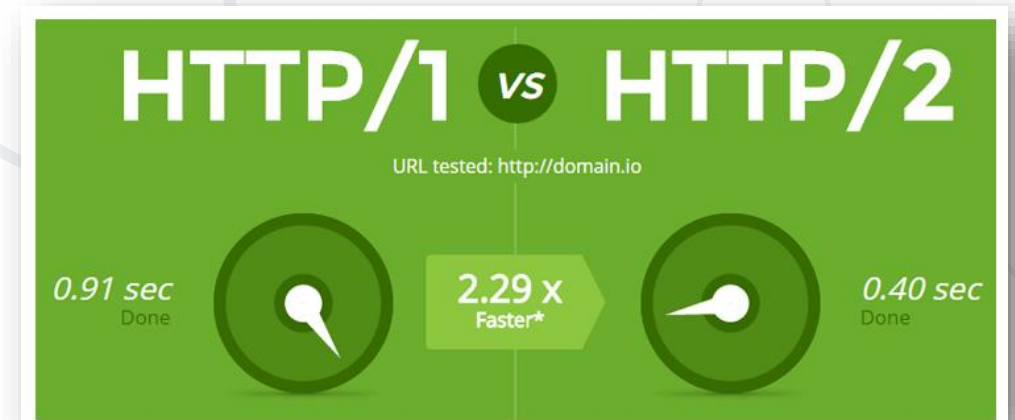 HTTP/1 VS HTTP/2
URL tested: http://domain.io
0.91 sec
Done
2.29 x
Faster*
0.40 sec
Done